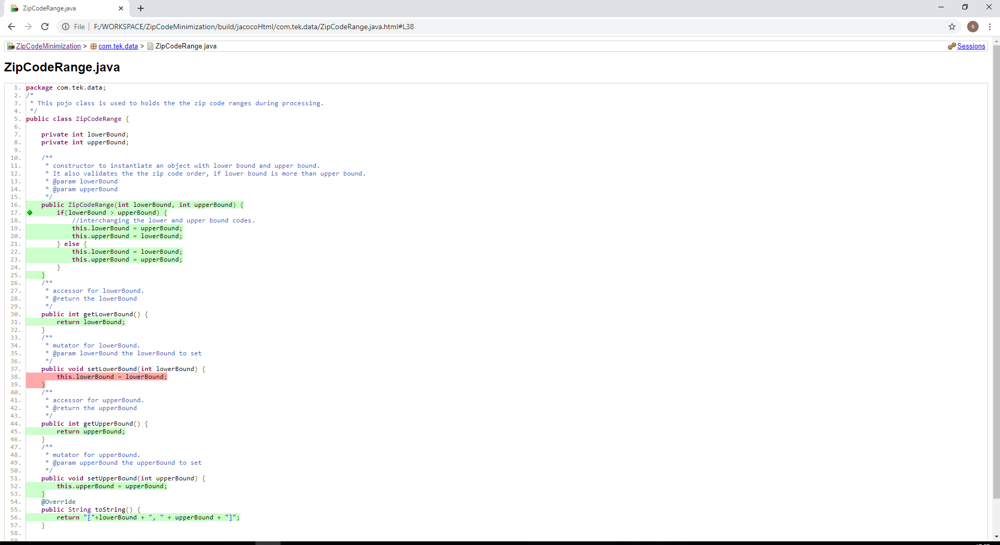 ZipCodeRange.java
File | F:/WORKSPACE/ZipCodeMinimization/build/jacocoHtml/com.tek.data/ZipCodeRange.java.html#L38
S
ZipCodeMinimization > com.tek.data > ZipCodeRange.java
Sessions
ZipCodeRange.java
1. package com.tek.data;
2. /*
3.  * This pojo class is used to holds the the zip code ranges during processing.
4.  */
5. public class ZipCodeRange {
6.
7.     private int lowerBound;
8.     private int upperBound;
9.
10.     /**
11.      * constructor to instantiate an object with lower bound and upper bound.
12.      * It also validates the the zip code order, if lower bound is more than upper bound.
13.      * @param lowerBound
14.      * @param upperBound
15.      */
16.     public ZipCodeRange(int lowerBound, int upperBound) {
17.         if(lowerBound > upperBound) {
18.             //interchanging the lower and upper bound codes.
19.             this.lowerBound = upperBound;
20.             this.upperBound = lowerBound;
21.         } else {
22.             this.lowerBound = lowerBound;
23.             this.upperBound = upperBound;
24.         }
25.     }
26.     /**
27.      * accessor for lowerBound.
28.      * @return the lowerBound
29.      */
30.     public int getLowerBound() {
31.         return lowerBound;
32.     }
33.     /**
34.      * mutator for lowerBound.
35.      * @param lowerBound the lowerBound to set
36.      */
37.     public void setLowerBound(int lowerBound) {
38.         this.lowerBound = lowerBound;
39.     }
40.     /**
41.      * accessor for upperBound.
42.      * @return the upperBound
43.      */
44.     public int getUpperBound() {
45.         return upperBound;
46.     }
47.     /**
48.      * mutator for upperBound.
49.      * @param upperBound the upperBound to set
50.      */
51.     public void setUpperBound(int upperBound) {
52.         this.upperBound = upperBound;
53.     }
54.     @Override
55.     public String toString() {
56.         return "["+lowerBound + ", " + upperBound + "]";
57.     }
58.
59.